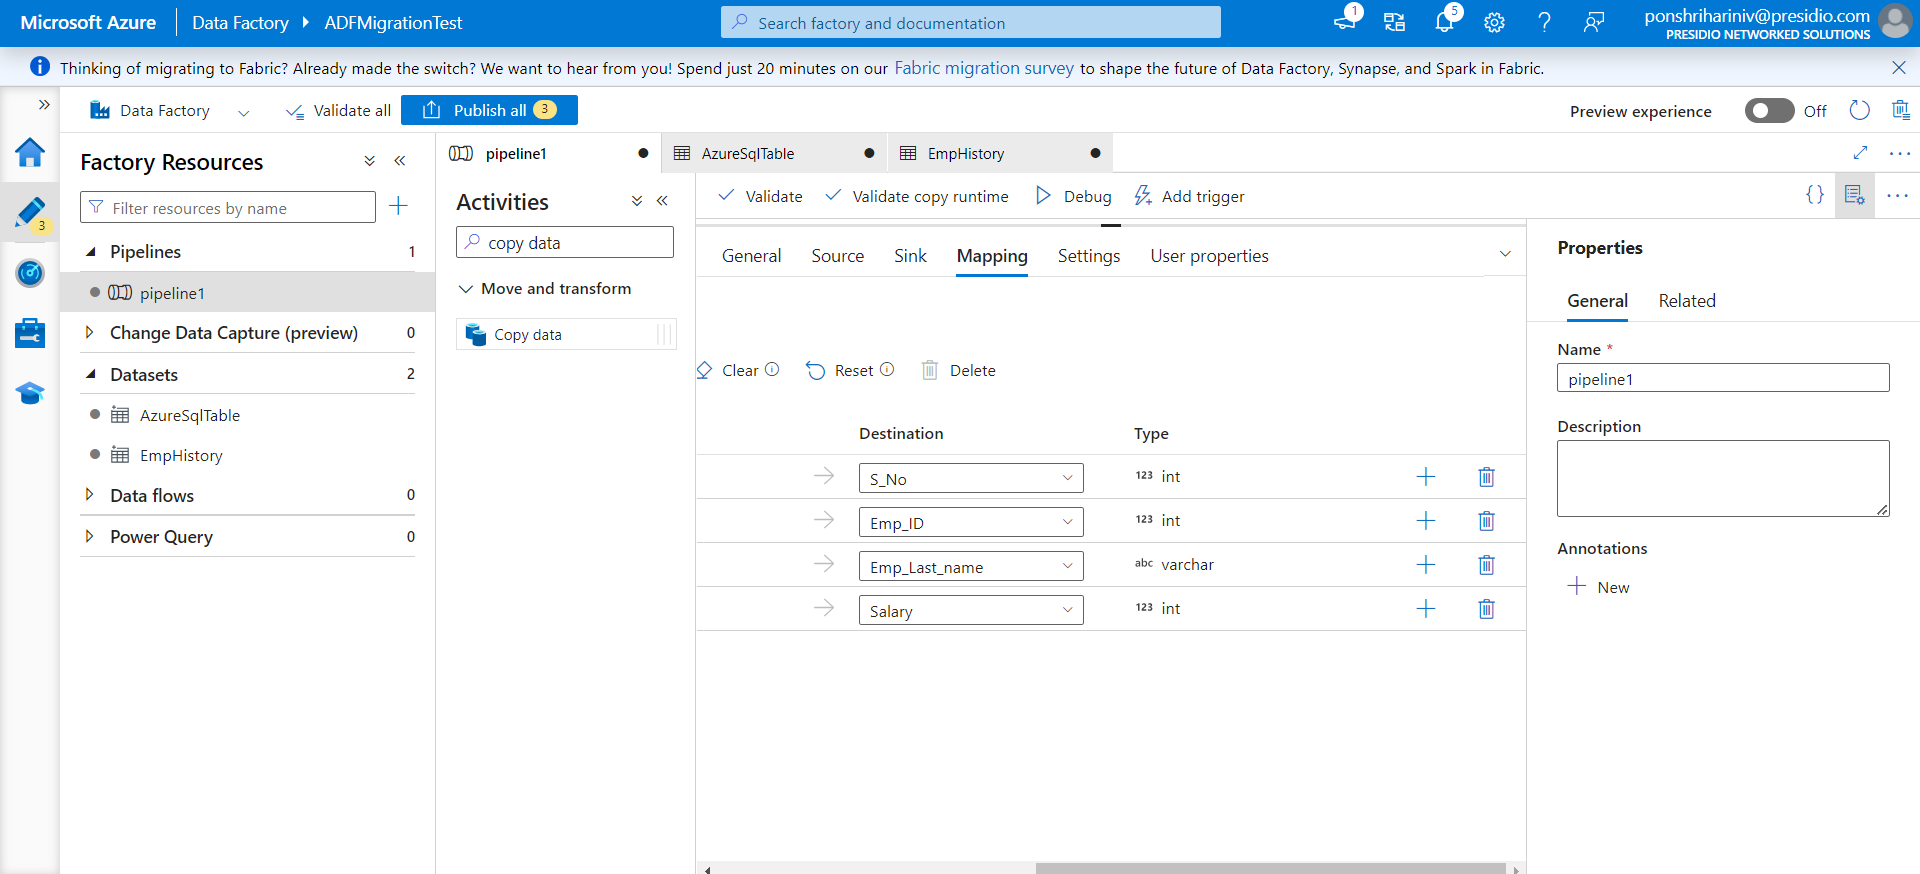 Microsoft Azure
Data Factory
ADFMigrationTest
Search factory and documentation
1
5
ponshrihariniv@presidio.com
PRESIDIO NETWORKED SOLUTIONS
Thinking of migrating to Fabric? Already made the switch? We want to hear from you! Spend just 20 minutes on our Fabric migration survey to shape the future of Data Factory, Synapse, and Spark in Fabric.
Data Factory
Validate all
Publish all 3
Preview experience
Off
3
Factory Resources
Filter resources by name
Pipelines 1
pipeline1
Change Data Capture (preview) 0
Datasets 2
AzureSqlTable
EmpHistory
Data flows 0
Power Query 0
pipeline1
AzureSqlTable
EmpHistory
Activities
copy data
Move and transform
Copy data
Validate
Validate copy runtime
Debug
Add trigger
General
Source
Sink
Mapping
Settings
User properties
Clear
Reset
Delete
Destination Type
S_No 123 int
Emp_ID 123 int
Emp_Last_name abc varchar
Salary 123 int
Properties
General
Related
Name *
pipeline1
Description
Annotations
New